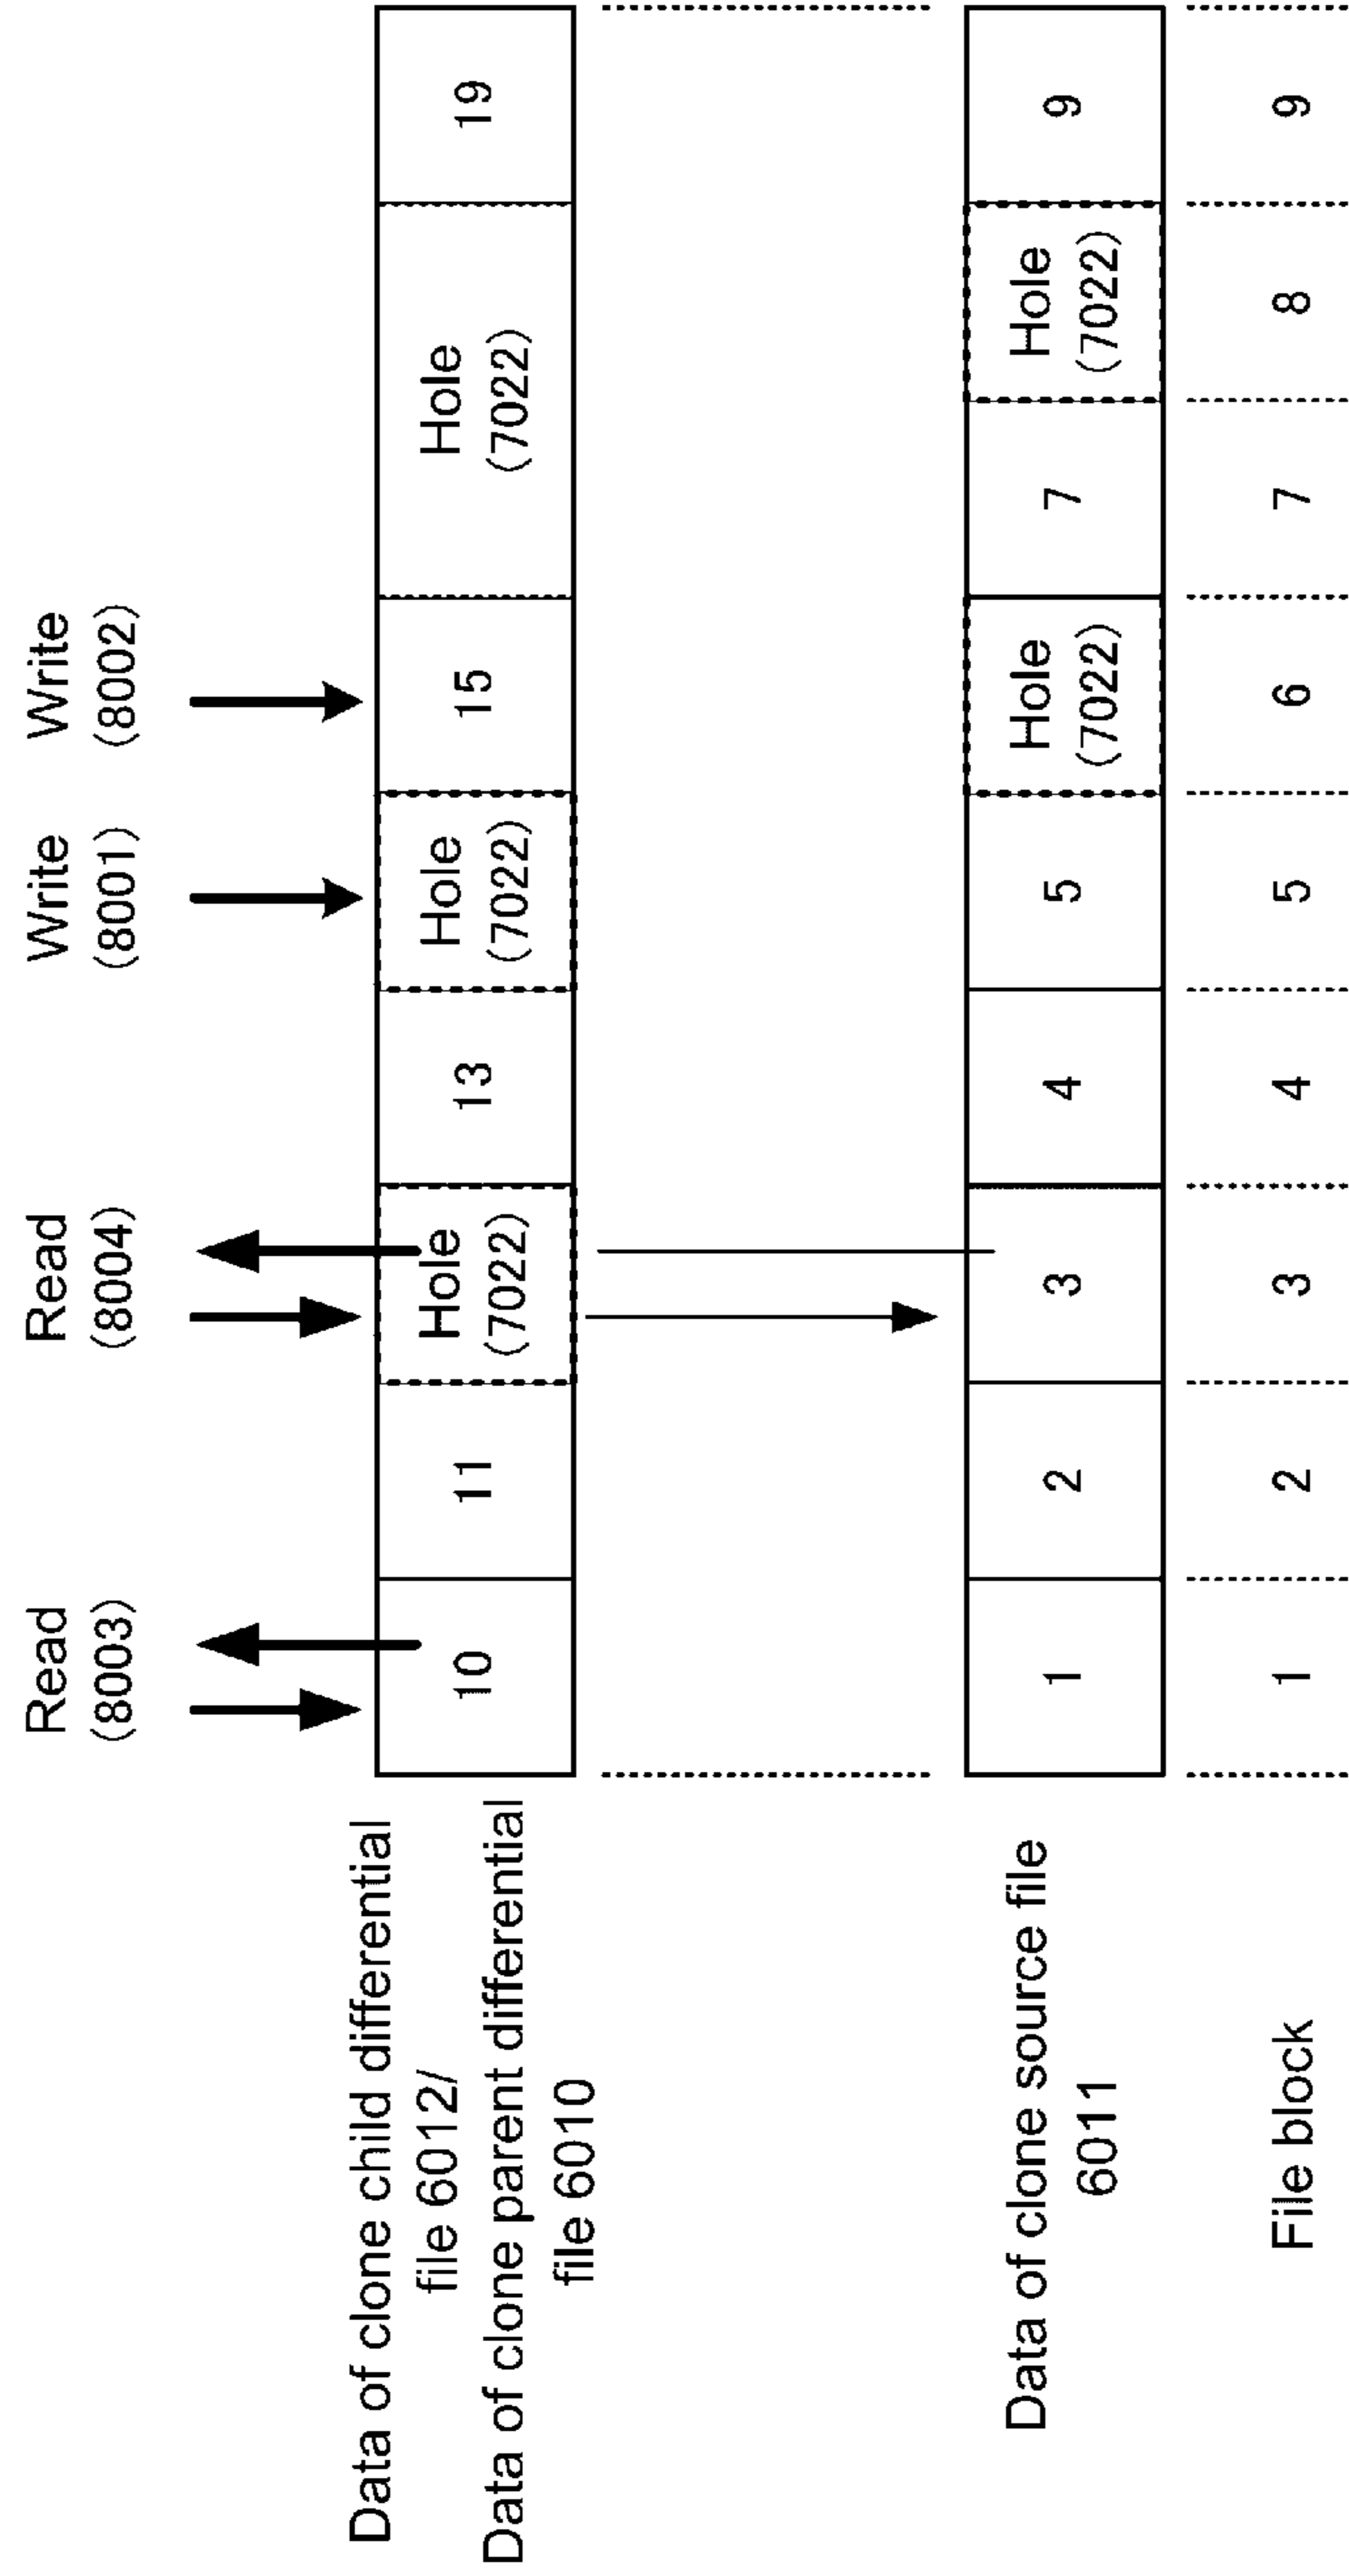 Read
(8003)
Read
(8004)
Write
(8001)
Write
(8002)
Data of clone child differential
file 6012/
Data of clone parent differential
file 6010
10
11
Hole
(7022)
13
Hole
(7022)
15
Hole
(7022)
19
Data of clone source file
6011
1
2
3
4
5
Hole
(7022)
7
Hole
(7022)
9
File block
1
2
3
4
5
6
7
8
9